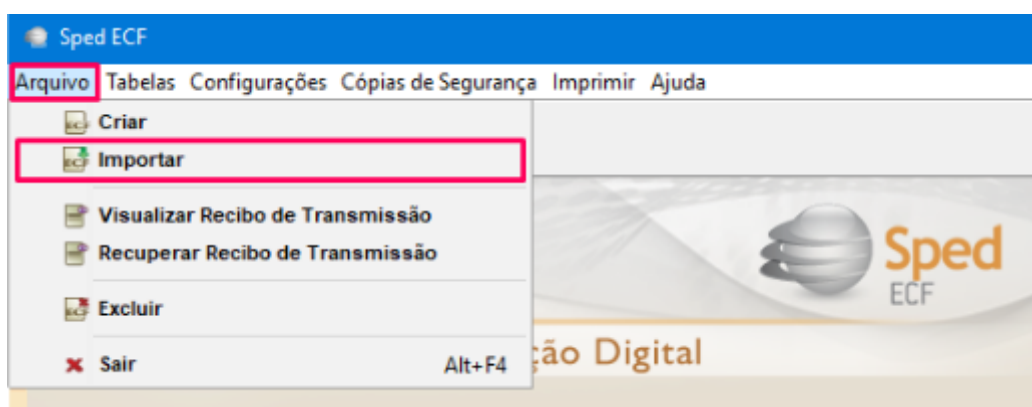 Sped ECF
Arquivo Tabelas Configurações Cópias de Segurança Imprimir Ajuda
Criar
Importar
Visualizar Recibo de Transmissão
Recuperar Recibo de Transmissão
Excluir
Sair Alt+F4
Sped
ECF
ção Digital